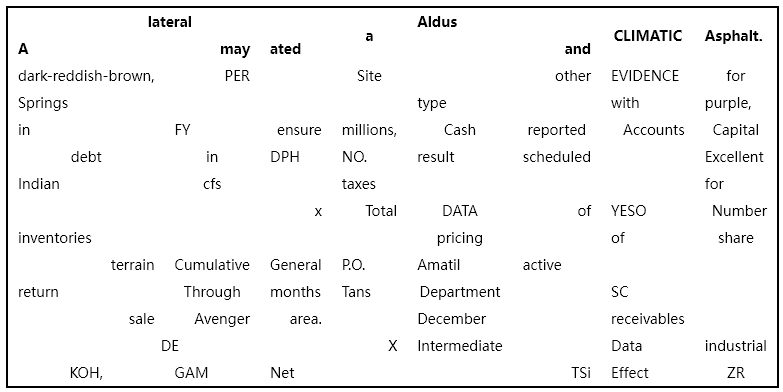 lateral Aldus
a CLIMATIC Asphalt.
A may ated and
dark-reddish-brown, PER Site other EVIDENCE for
Springs type with purple,
in FY ensure millions, Cash reported Accounts Capital
debt in DPH NO. result scheduled Excellent
Indian cfs taxes for
x Total DATA of YESO Number
inventories pricing of share
terrain Cumulative General P.O. Amatil active
return Through months Tans Department SC
sale Avenger area. December receivables
DE X Intermediate Data industrial
KOH, GAM Net TSi Effect ZR